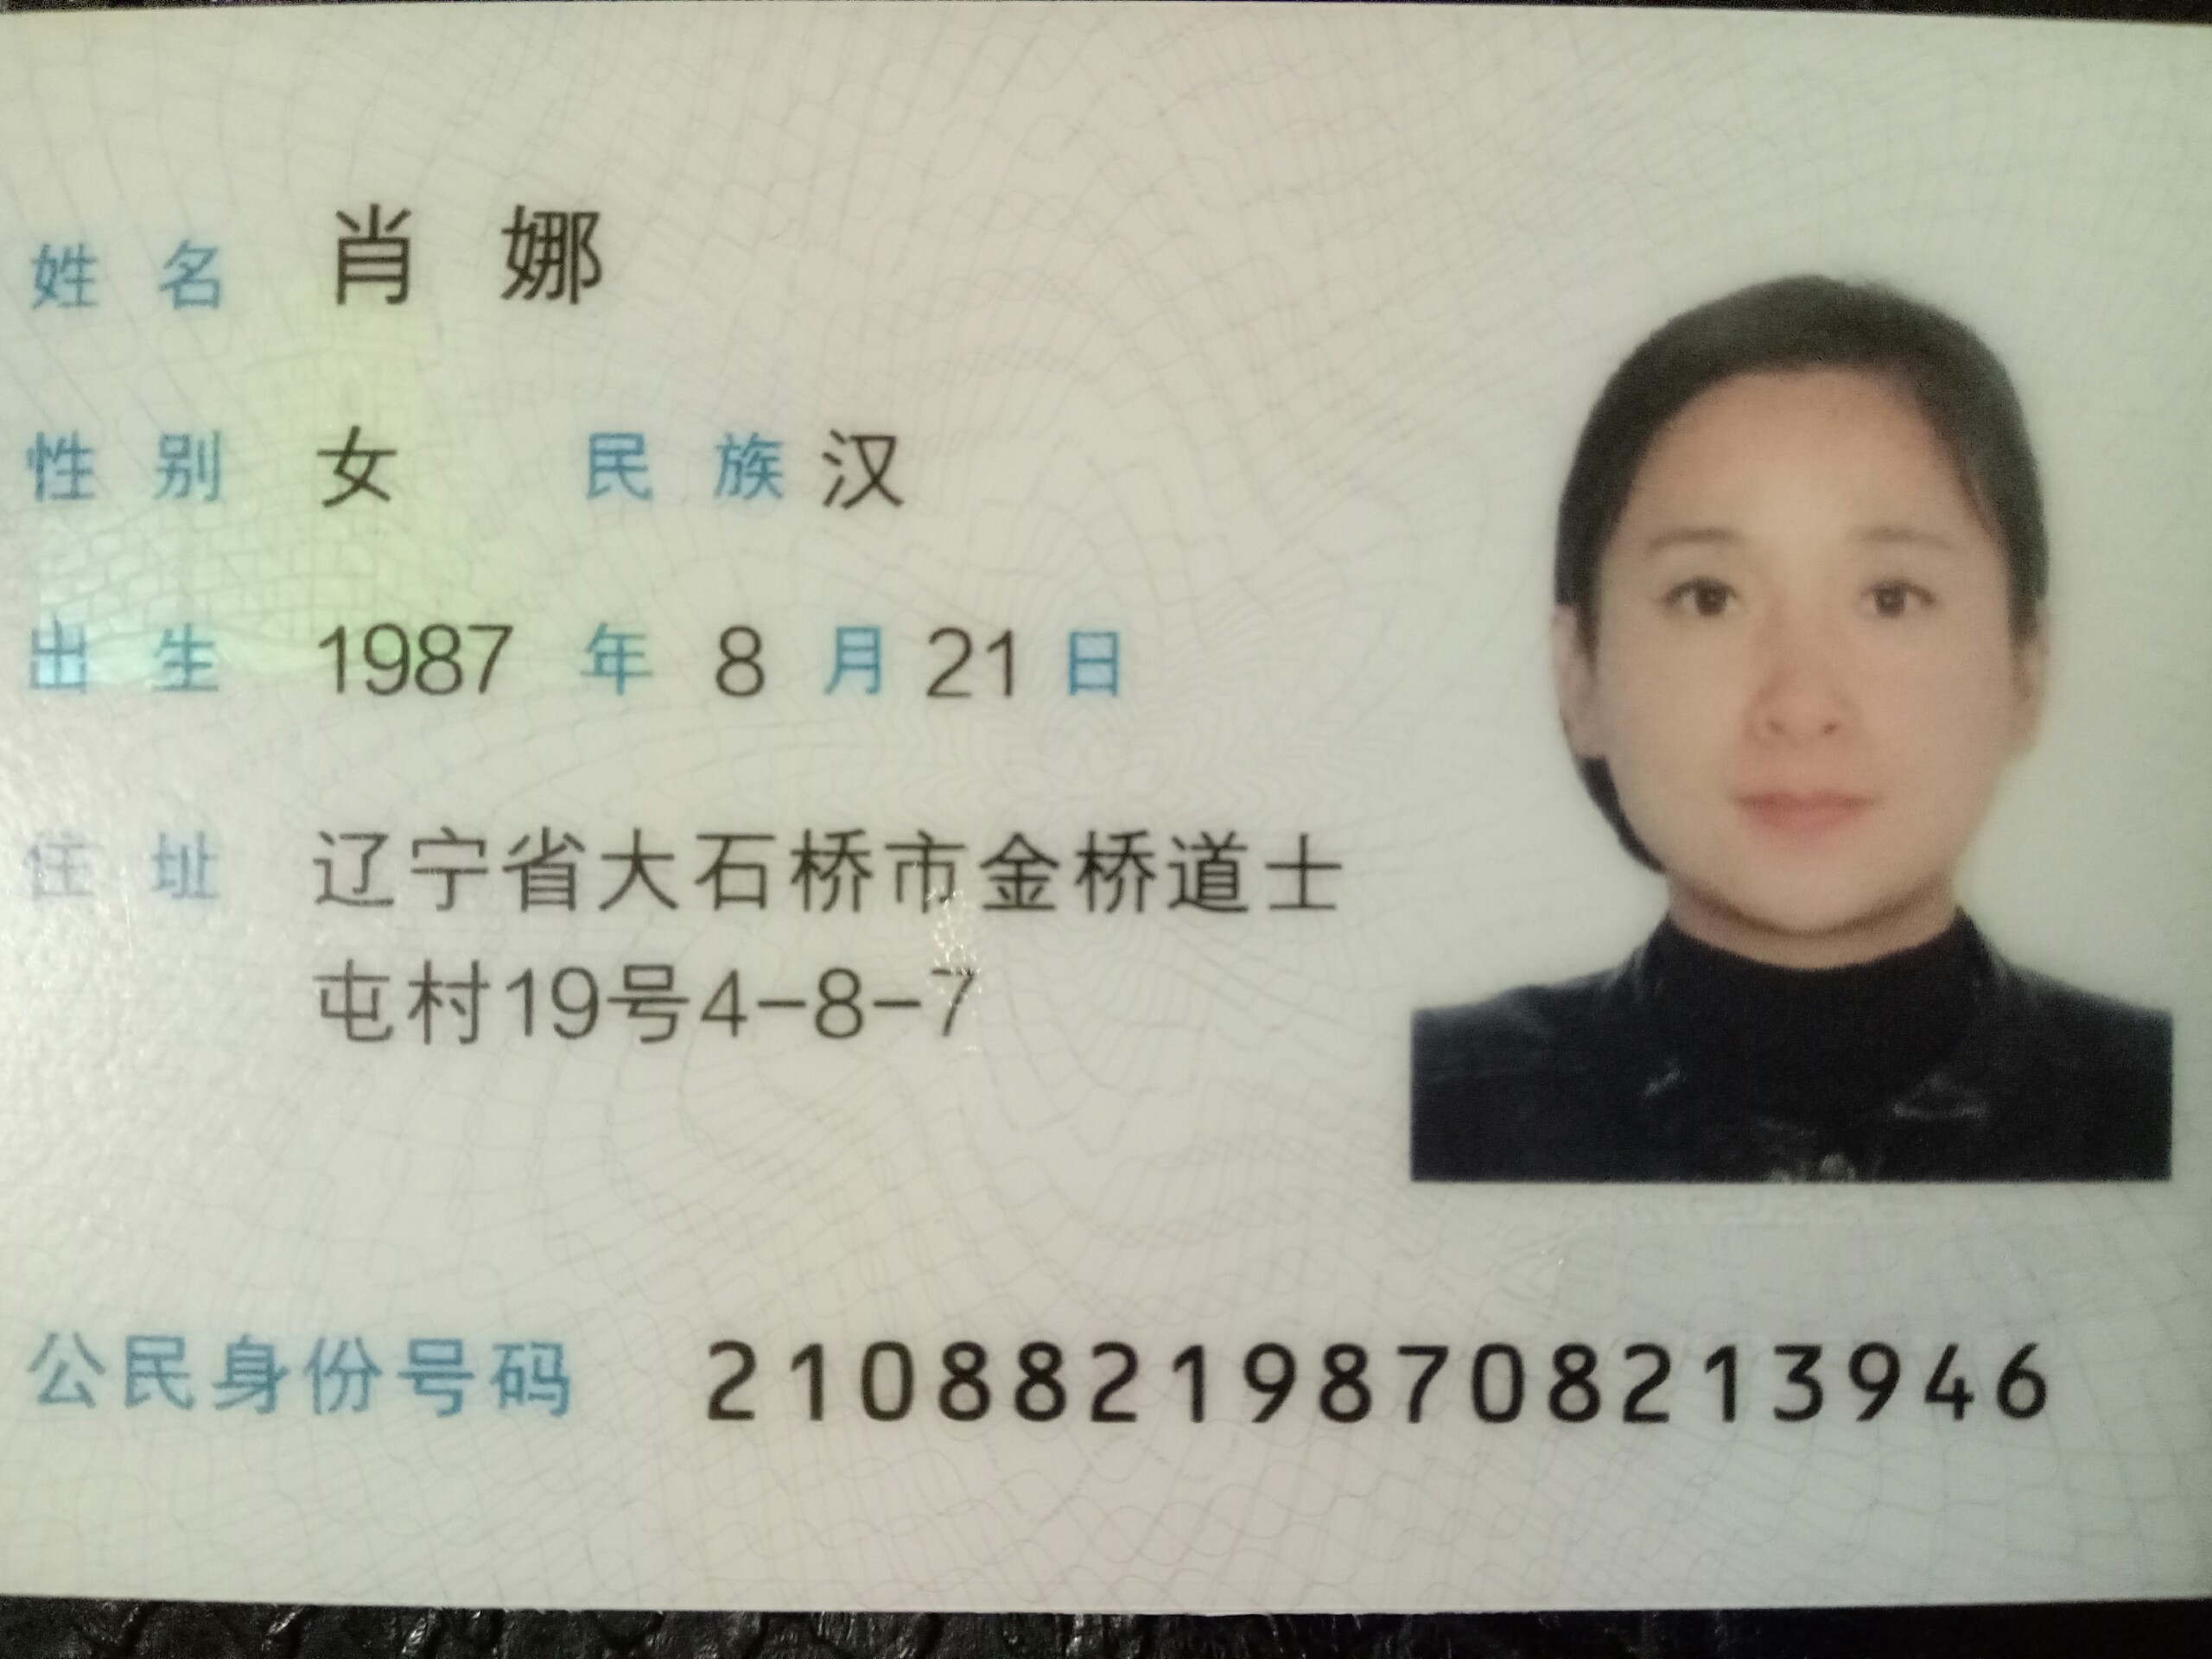 姓名 肖娜
性别 女 民族 汉
出生 1987 年 8 月 21 日
住址 辽宁省大石桥市金桥道士
屯村19号4-8-7
公民身份号码 210882198708213946